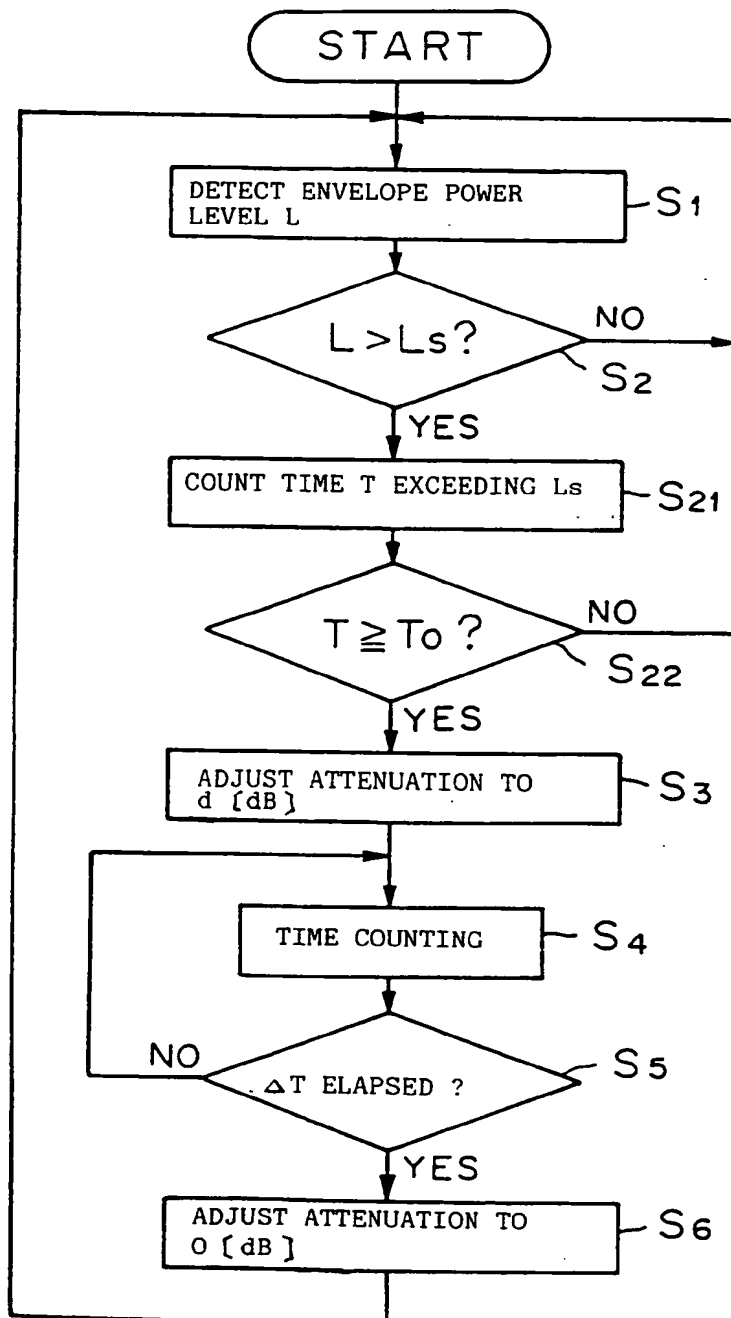 START
DETECT ENVELOPE POWER
LEVEL L
S1
L > Ls?
NO
S2
YES
COUNT TIME T EXCEEDING Ls
S21
T ≧ To ?
NO
S22
YES
ADJUST ATTENUATION TO
d [dB]
S3
TIME COUNTING
S4
NO
△T ELAPSED ?
S5
YES
ADJUST ATTENUATION TO
0 [dB]
S6